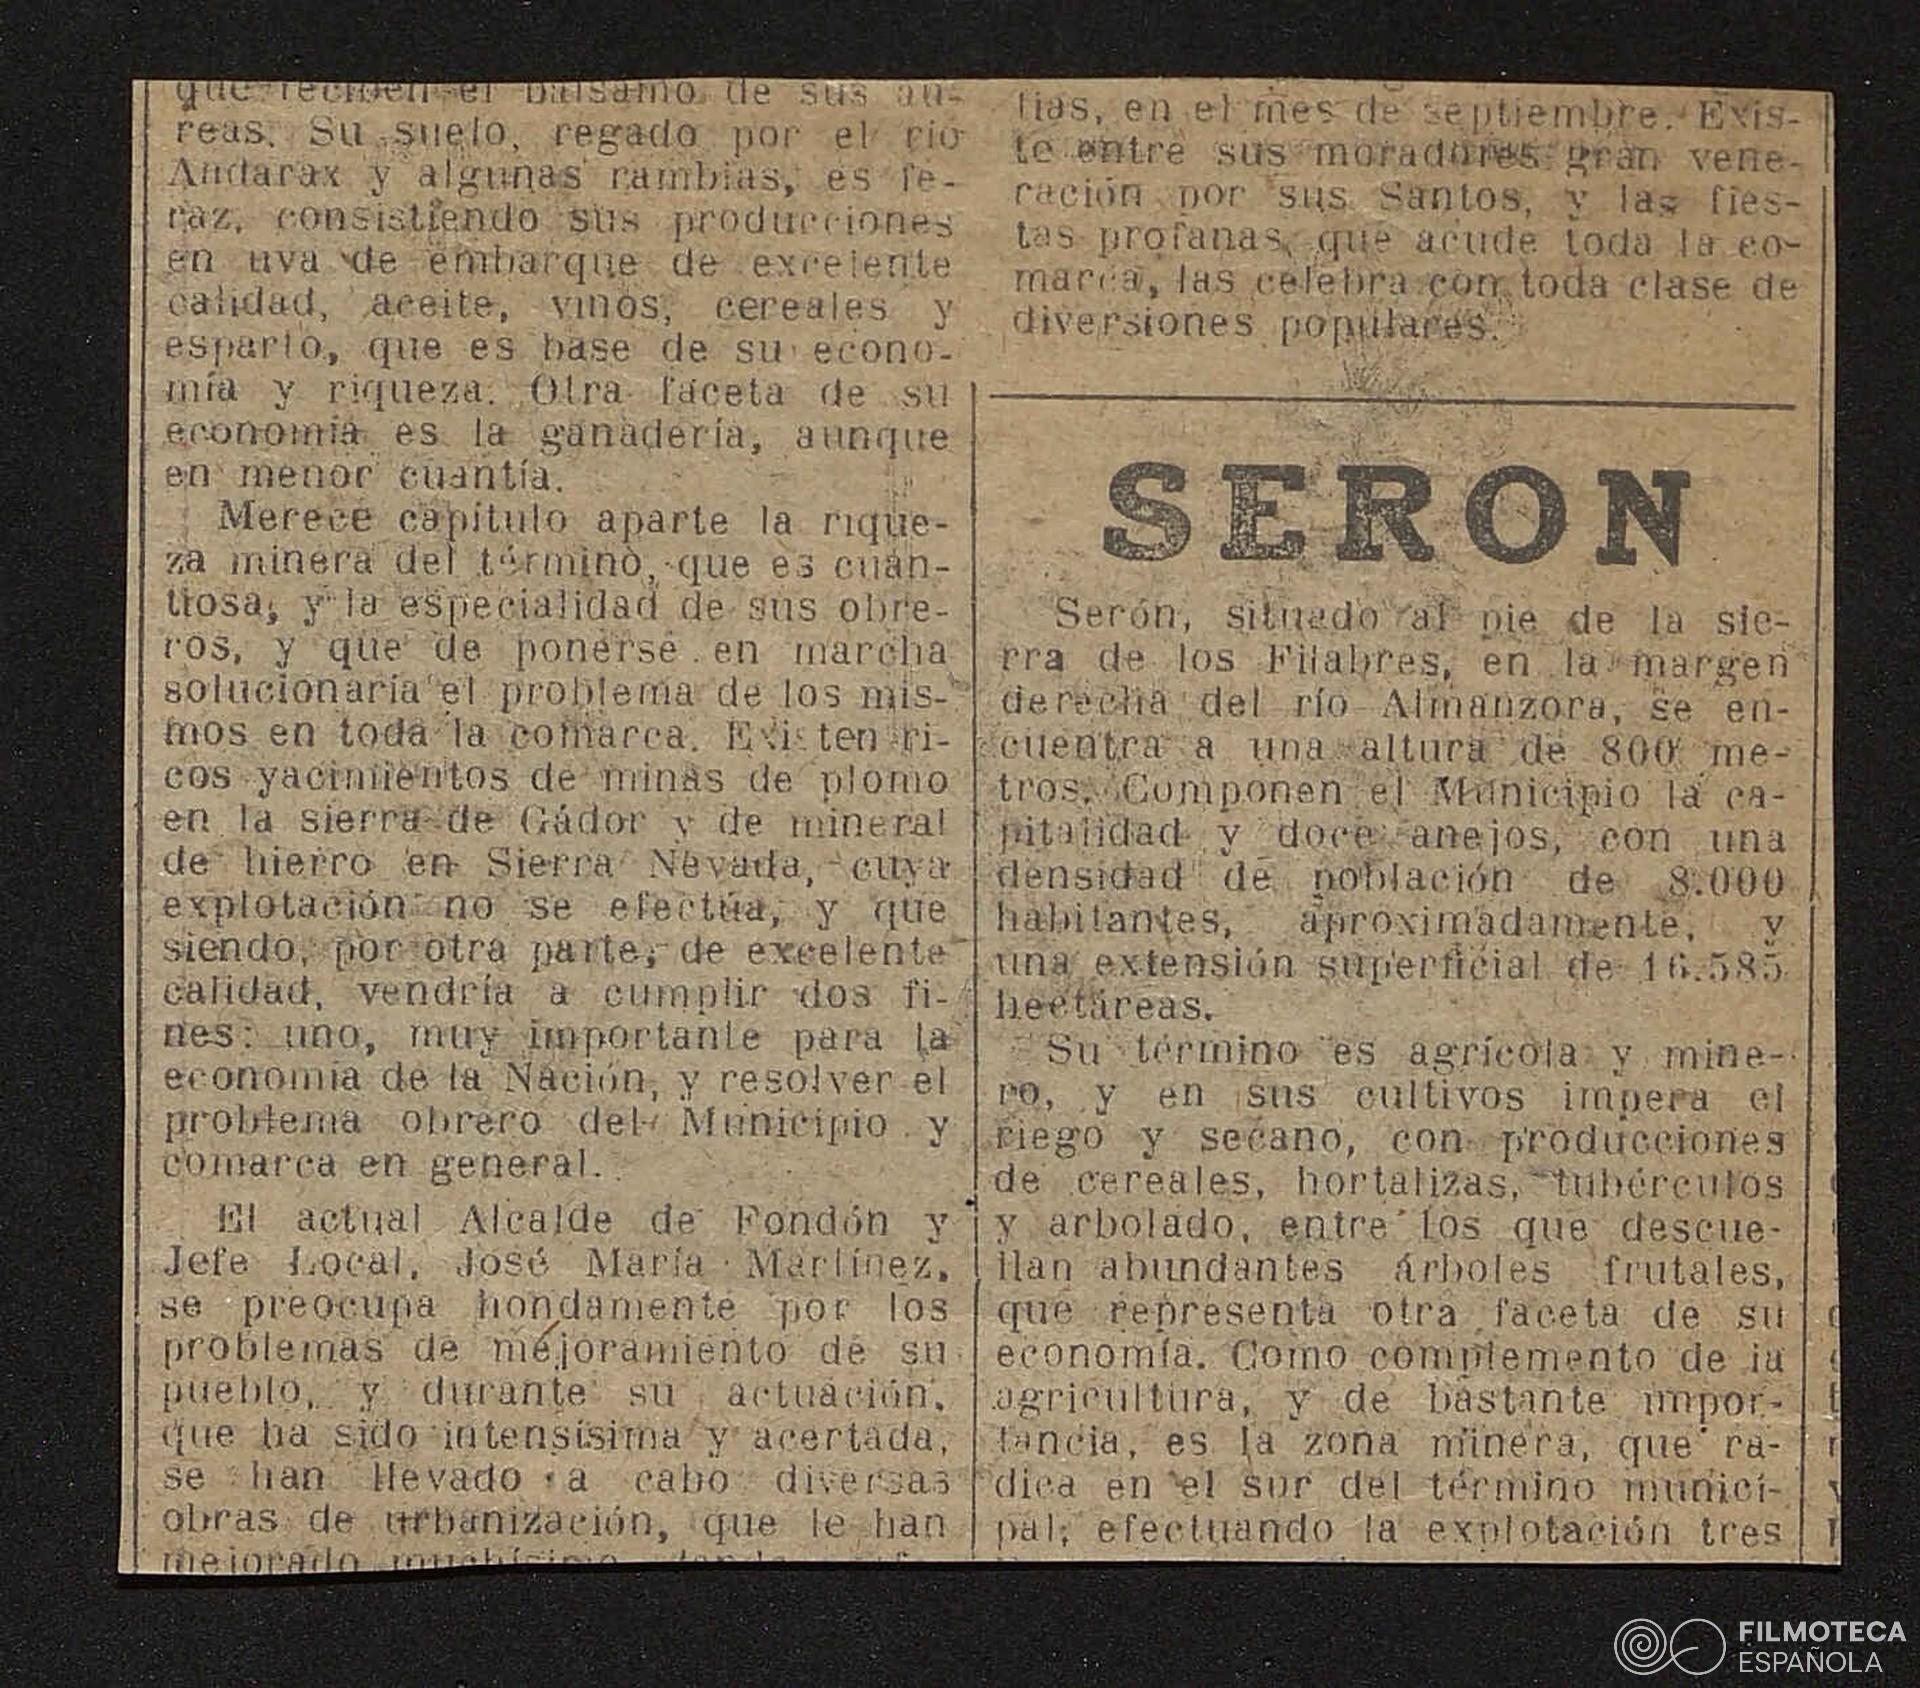 que reciben el bálsamo de sus au-
reas. Su suelo, regado por el río
Andarax y algunas ramblas, es fe-
raz, consistiendo sus producciones
en uva de embarque de excelente
calidad, aceite, vinos, cereales y
esparto, que es base de su econo-
mía y riqueza. Otra faceta de su
economía es la ganadería, aunque
en menor cuantía.
Merece capítulo aparte la rique-
za minera del término, que es cuan-
tiosa, y la especialidad de sus obre-
ros, y que de ponerse en marcha
solucionaría el problema de los mis-
mos en toda la comarca. Existen ri-
cos yacimientos de minas de plomo
en la sierra de Gádor y de mineral
de hierro en Sierra Nevada, cuya
explotación no se efectúa, y que
siendo, por otra parte, de excelente
calidad, vendría a cumplir dos fi-
nes: uno, muy importante para la
economía de la Nación, y resolver el
problema obrero del Municipio y
comarca en general.
El actual Alcalde de Fondón y
Jefe Local, José María Martínez,
se preocupa hondamente por los
problemas de mejoramiento de su
pueblo, y durante su actuación,
que ha sido intensísima y acertada,
se han llevado a cabo diversas
obras de urbanización, que le han
mejorado muchísimo
tias, en el mes de septiembre. Exis-
te entre sus moradores gran vene-
ración por sus Santos, y las fies-
tas profanas, que acude toda la co-
marca, las celebra con toda clase de
diversiones populares.
SERON
Serón, situado al pie de la sie-
rra de los Filabres, en la margen
derecha del río Almanzora, se en-
cuentra a una altura de 800 me-
tros. Componen el Municipio la ca-
pitalidad y doce anejos, con una
densidad de población de 8.000
habitantes, aproximadamente, y
una extensión superficial de 16.585
hectáreas.
Su término es agrícola y mine-
ro, y en sus cultivos impera el
riego y secano, con producciones
de cereales, hortalizas, tubérculos
y arbolado, entre los que descue-
llan abundantes árboles frutales,
que representa otra faceta de su
economía. Como complemento de la
agricultura, y de bastante impor-
tancia, es la zona minera, que ra-
dica en el sur del término munici-
pal, efectuando la explotación tres
FILMOTECA
ESPAÑOLA